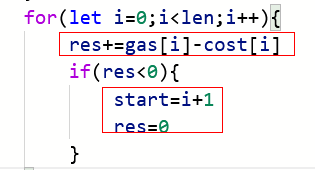 for(let i=0;i<len;i++){
res+=gas[i]-cost[i]
if(res<0){
start=i+1
res=0
}